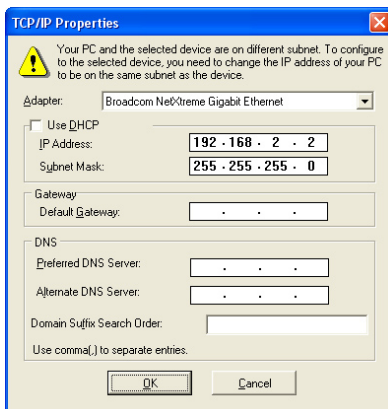 TCP/IP Properties
Your PC and the selected device are on different subnet. To configure
to the selected device, you need to change the IP address of your PC
to be on the same subnet as the device.
Adapter: Broadcom NetXtreme Gigabit Ethernet
Use DHCP
IP Address: 192 . 168 . 2 . 2
Subnet Mask: 255 . 255 . 255 . 0
Gateway
Default Gateway: . . .
DNS
Preferred DNS Server: . . .
Alternate DNS Server: . . .
Domain Suffix Search Order:
Use comma(,) to separate entries.
OK Cancel